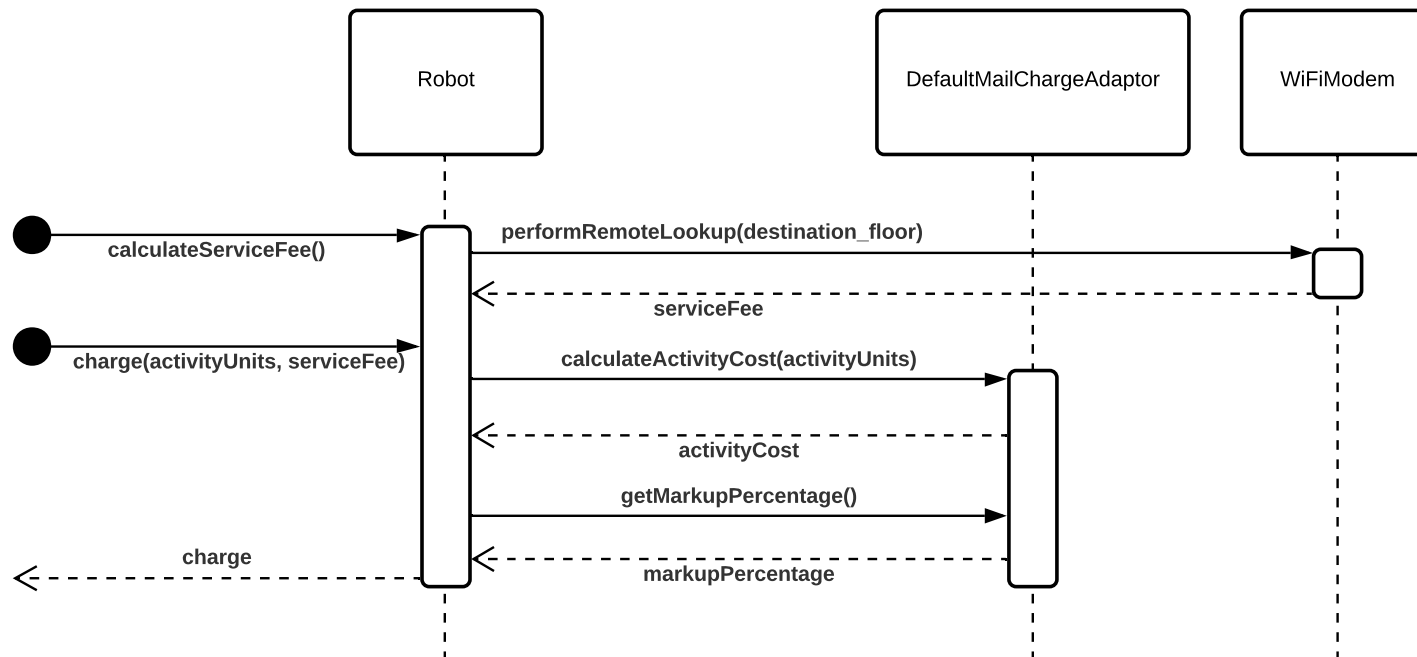 Robot
DefaultMailChargeAdaptor
WiFiModem
calculateServiceFee()
performRemoteLookup(destination_floor)
serviceFee
charge(activityUnits, serviceFee)
calculateActivityCost(activityUnits)
activityCost
getMarkupPercentage()
charge
markupPercentage